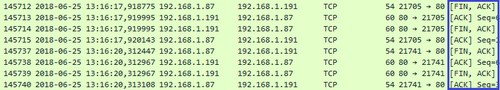 145712 2018-06-25 13:16:17,918775 192.168.1.87 192.168.1.191 TCP 54 21705 → 80 [FIN, ACK]
145715 2018-06-25 13:16:17,919995 192.168.1.191 192.168.1.87 TCP 60 80 → 21705 [ACK] Seq=
145716 2018-06-25 13:16:17,919995 192.168.1.191 192.168.1.87 TCP 60 80 → 21705 [FIN, ACK]
145717 2018-06-25 13:16:17,920143 192.168.1.87 192.168.1.191 TCP 54 21705 → 80 [ACK] Seq=
145737 2018-06-25 13:16:20,312447 192.168.1.87 192.168.1.191 TCP 54 21741 → 80 [FIN, ACK]
145738 2018-06-25 13:16:20,312967 192.168.1.191 192.168.1.87 TCP 60 80 → 21741 [ACK] Seq=
145739 2018-06-25 13:16:20,312967 192.168.1.191 192.168.1.87 TCP 60 80 → 21741 [FIN, ACK]
145740 2018-06-25 13:16:20,313108 192.168.1.87 192.168.1.191 TCP 54 21741 → 80 [ACK] Seq=